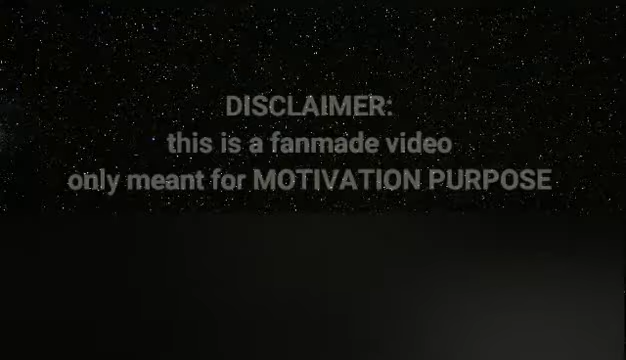 DISCLAIMER:
this is a fanmade video
only meant for MOTIVATION PURPOSE